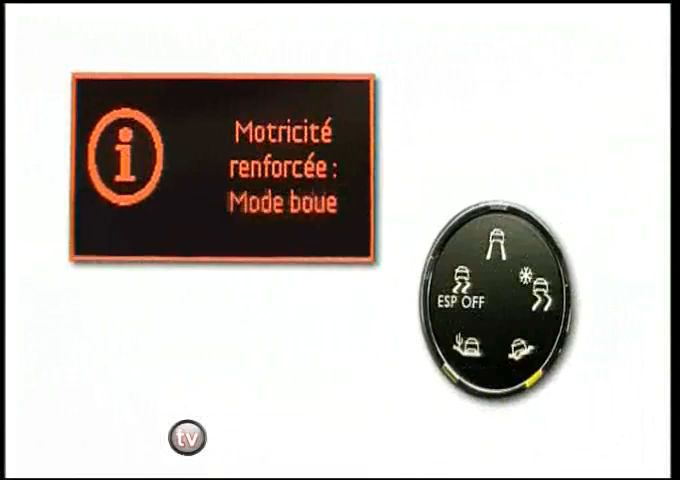 Motricité
renforcée :
Mode boue
ESP OFF
tv